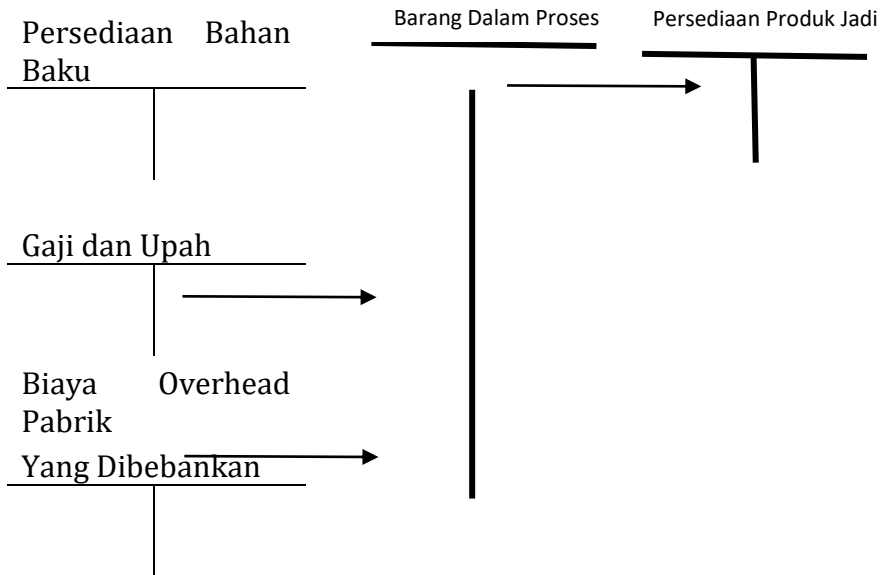 Persediaan Bahan
Baku
Barang Dalam Proses
Persediaan Produk Jadi
Gaji dan Upah
Biaya Overhead
Pabrik
Yang Dibebankan